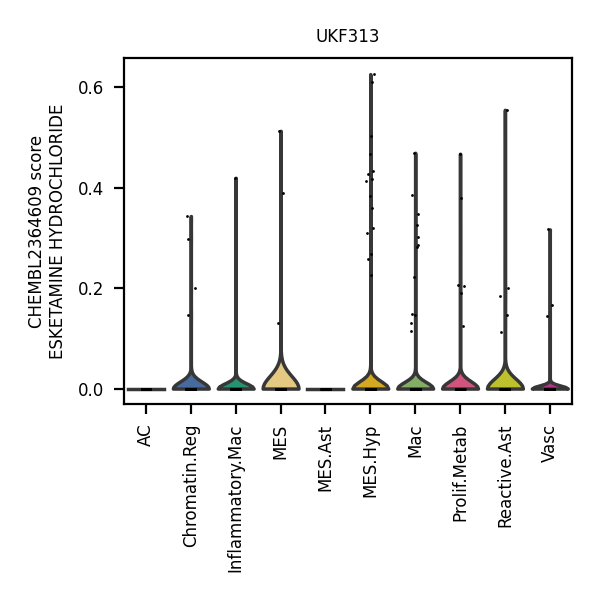 UKF313
CHEMBL2364609 score
ESKETAMINE HYDROCHLORIDE
0.6
0.4
0.2
0.0
AC
Chromatin.Reg
Inflammatory.Mac
MES
MES.Ast
MES.Hyp
Mac
Prolif.Metab
Reactive.Ast
Vasc